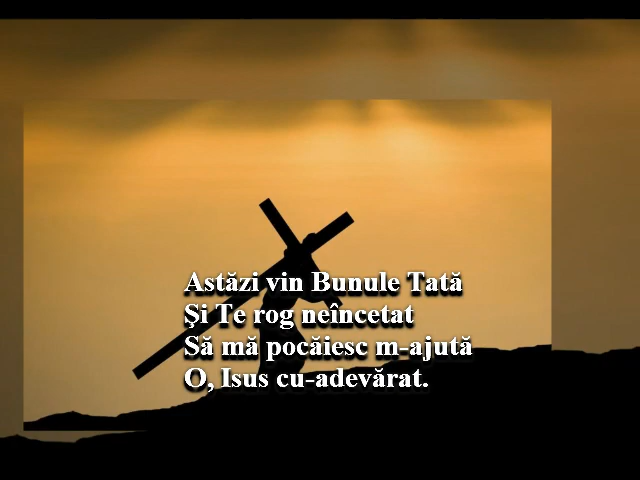 Astăzi vin Bunule Tată
Şi Te rog neîncetat
Să mă pocăiesc m-ajută
O, Isus cu-adevărat.